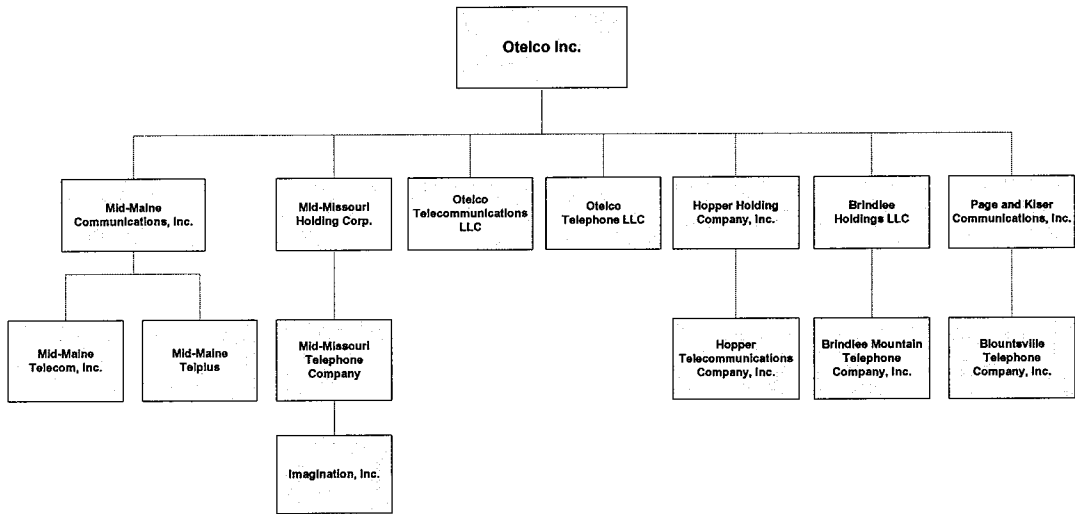 Otelco Inc.
Mid-Maine
Communications, Inc.
Mid-Missouri
Holding Corp.
Otelco
Telecommunications
LLC
Otelco
Telephone LLC
Hopper Holding
Company, Inc.
Brindlee
Holdings LLC
Page and Kiser
Communications, Inc.
Mid-Maine
Telecom, Inc.
Mid-Maine
Telplus
Mid-Missouri
Telephone
Company
Hopper
Telecommunications
Company, Inc.
Brindlee Mountain
Telephone
Company, Inc.
Blountsville
Telephone
Company, Inc.
Imagination, Inc.